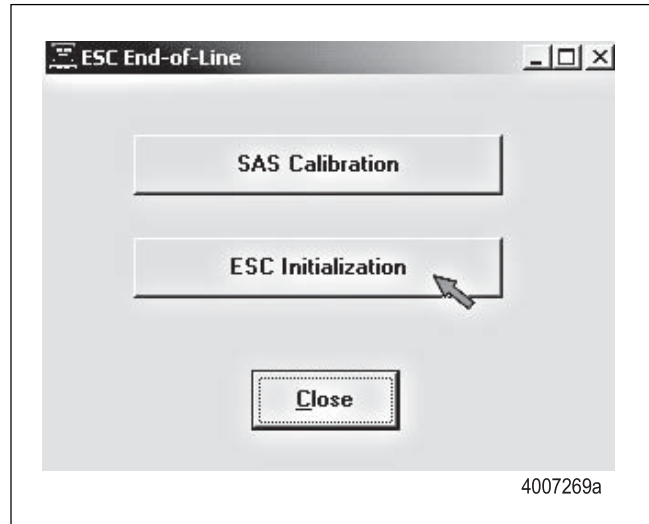 ESC End-of-Line
SAS Calibration
ESC Initialization
Close
4007269a